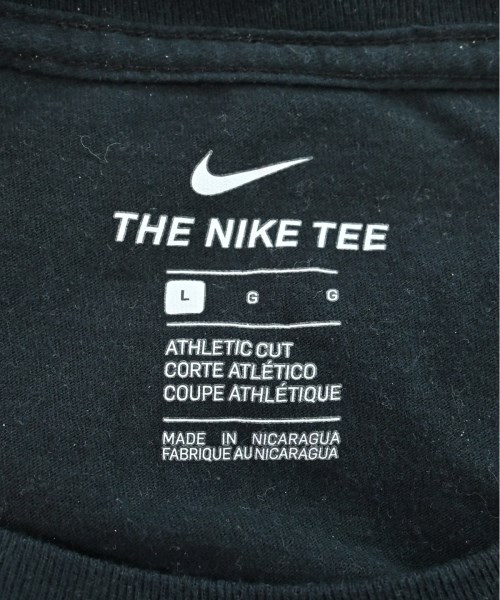 THE NIKE TEE
L G G
ATHLETIC CUT
CORTE ATLÉTICO
COUPE ATHLÉTIQUE
MADE IN NICARAGUA
FABRIQUE AU NICARAGUA